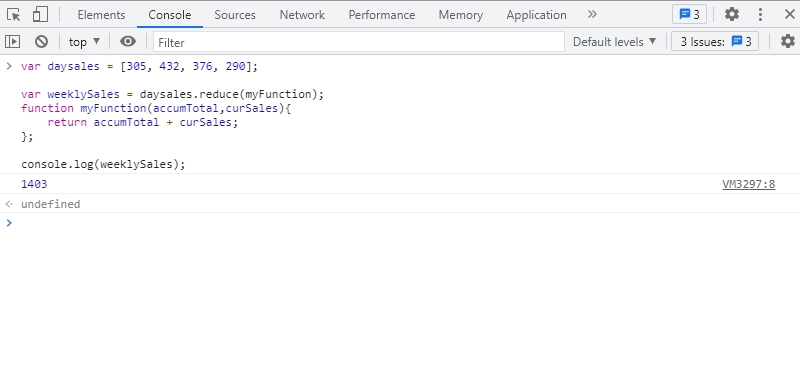 Elements Console Sources Network Performance Memory Application 3
top Filter Default levels 3 Issues: 3
var daysales = [305, 432, 376, 290];
var weeklySales = daysales.reduce(myFunction);
function myFunction(accumTotal,curSales){
    return accumTotal + curSales;
};
console.log(weeklySales);
1403 VM3297:8
undefined